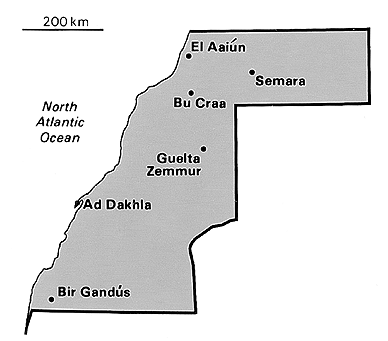 200 km
El Aaiún
Semara
Bu Craa
North
Atlantic
Ocean
Guelta
Zemmur
Ad Dakhla
Bir Gandús